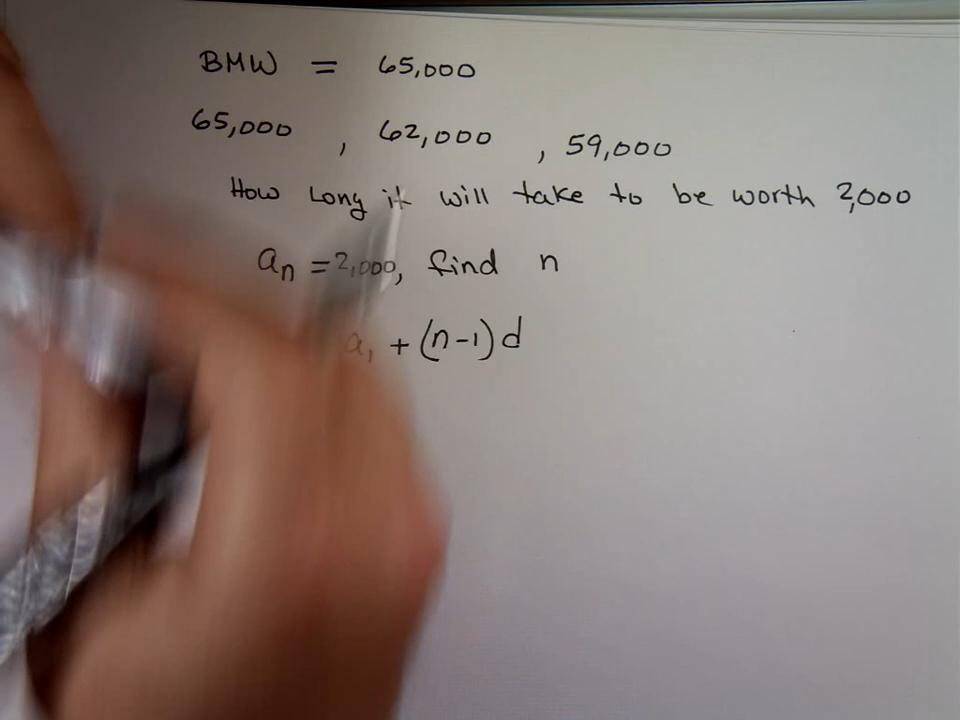 BMW = 65,000
65,000 , 62,000 , 59,000
How Long it will take to be worth 2,000
an = 2,000, find n
a1 + (n-1) d